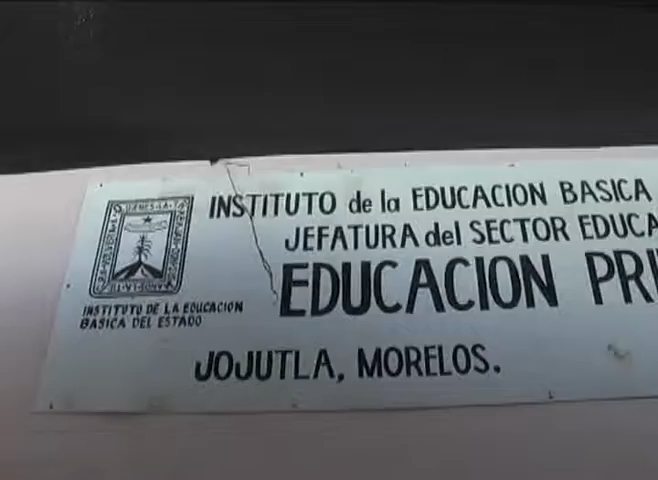 INSTITUTO de la EDUCACION BASICA
JEFATURA del SECTOR EDUCA
EDUCACION PRI
INSTITUTO DE LA EDUCACION
BASICA DEL ESTADO
JOJUTLA, MORELOS.